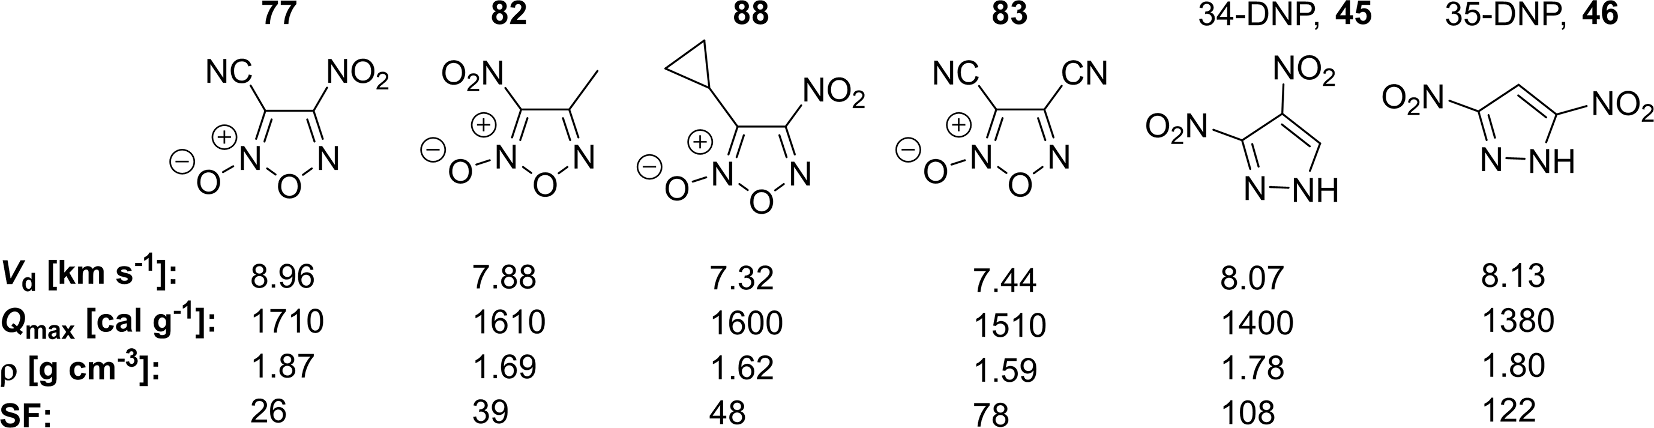 77 82 88 83 34-DNP, 45 35-DNP, 46
NC NO2 O2N NO2 NC CN NO2 O2N NO2
⊕ ⊖ O N O N ⊕ ⊖ O N O N ⊕ ⊖ O N O N ⊕ ⊖ O N O N O2N N NH N NH
Vd [km s-1]: 8.96 7.88 7.32 7.44 8.07 8.13
Qmax [cal g-1]: 1710 1610 1600 1510 1400 1380
ρ [g cm-3]: 1.87 1.69 1.62 1.59 1.78 1.80
SF: 26 39 48 78 108 122